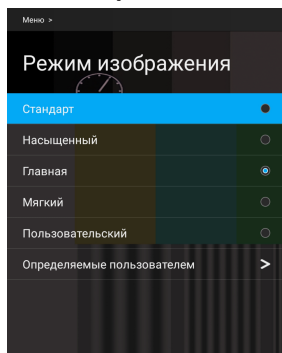 Меню >
Режим изображения
Стандарт
Насыщенный
Главная
Мягкий
Пользовательский
Определяемые пользователем >